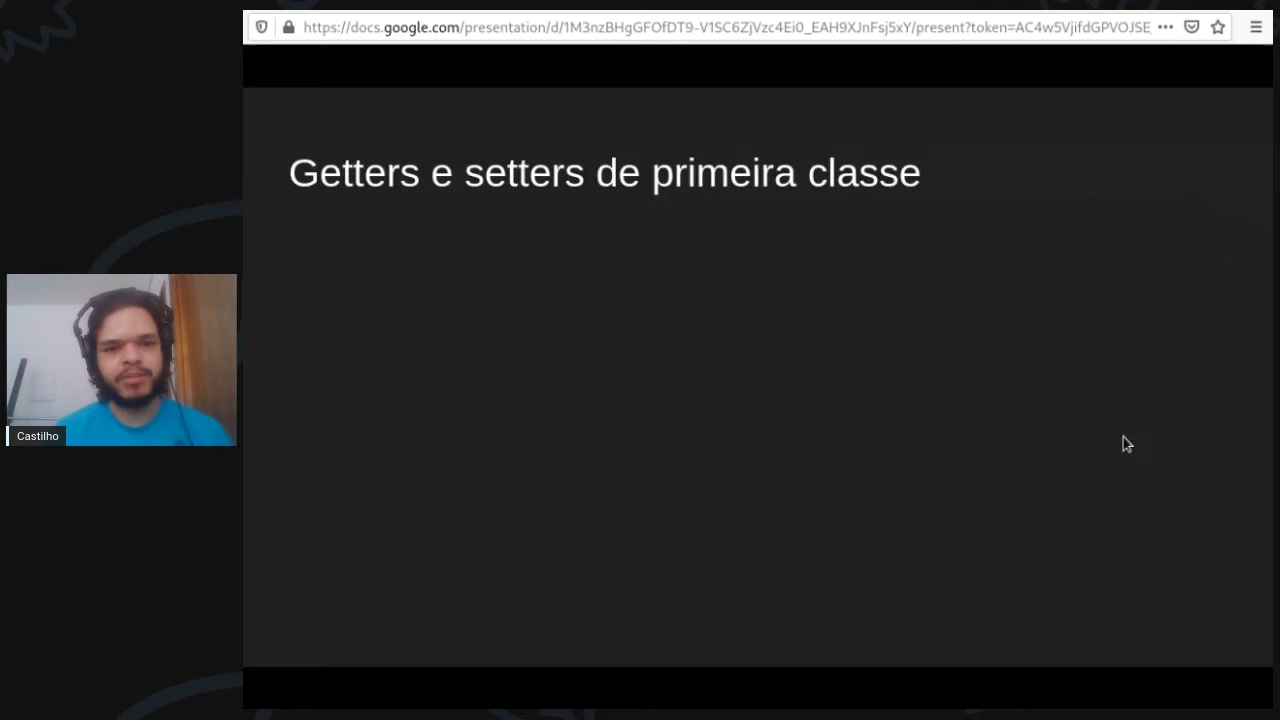 https://docs.google.com/presentation/d/1M3nzBHgGFOfDT9-V1SC6ZjVzc4Ei0_EAH9XJnFsj5xY/present?token=AC4w5VjifdGPVOJSE
Getters e setters de primeira classe
Castilho